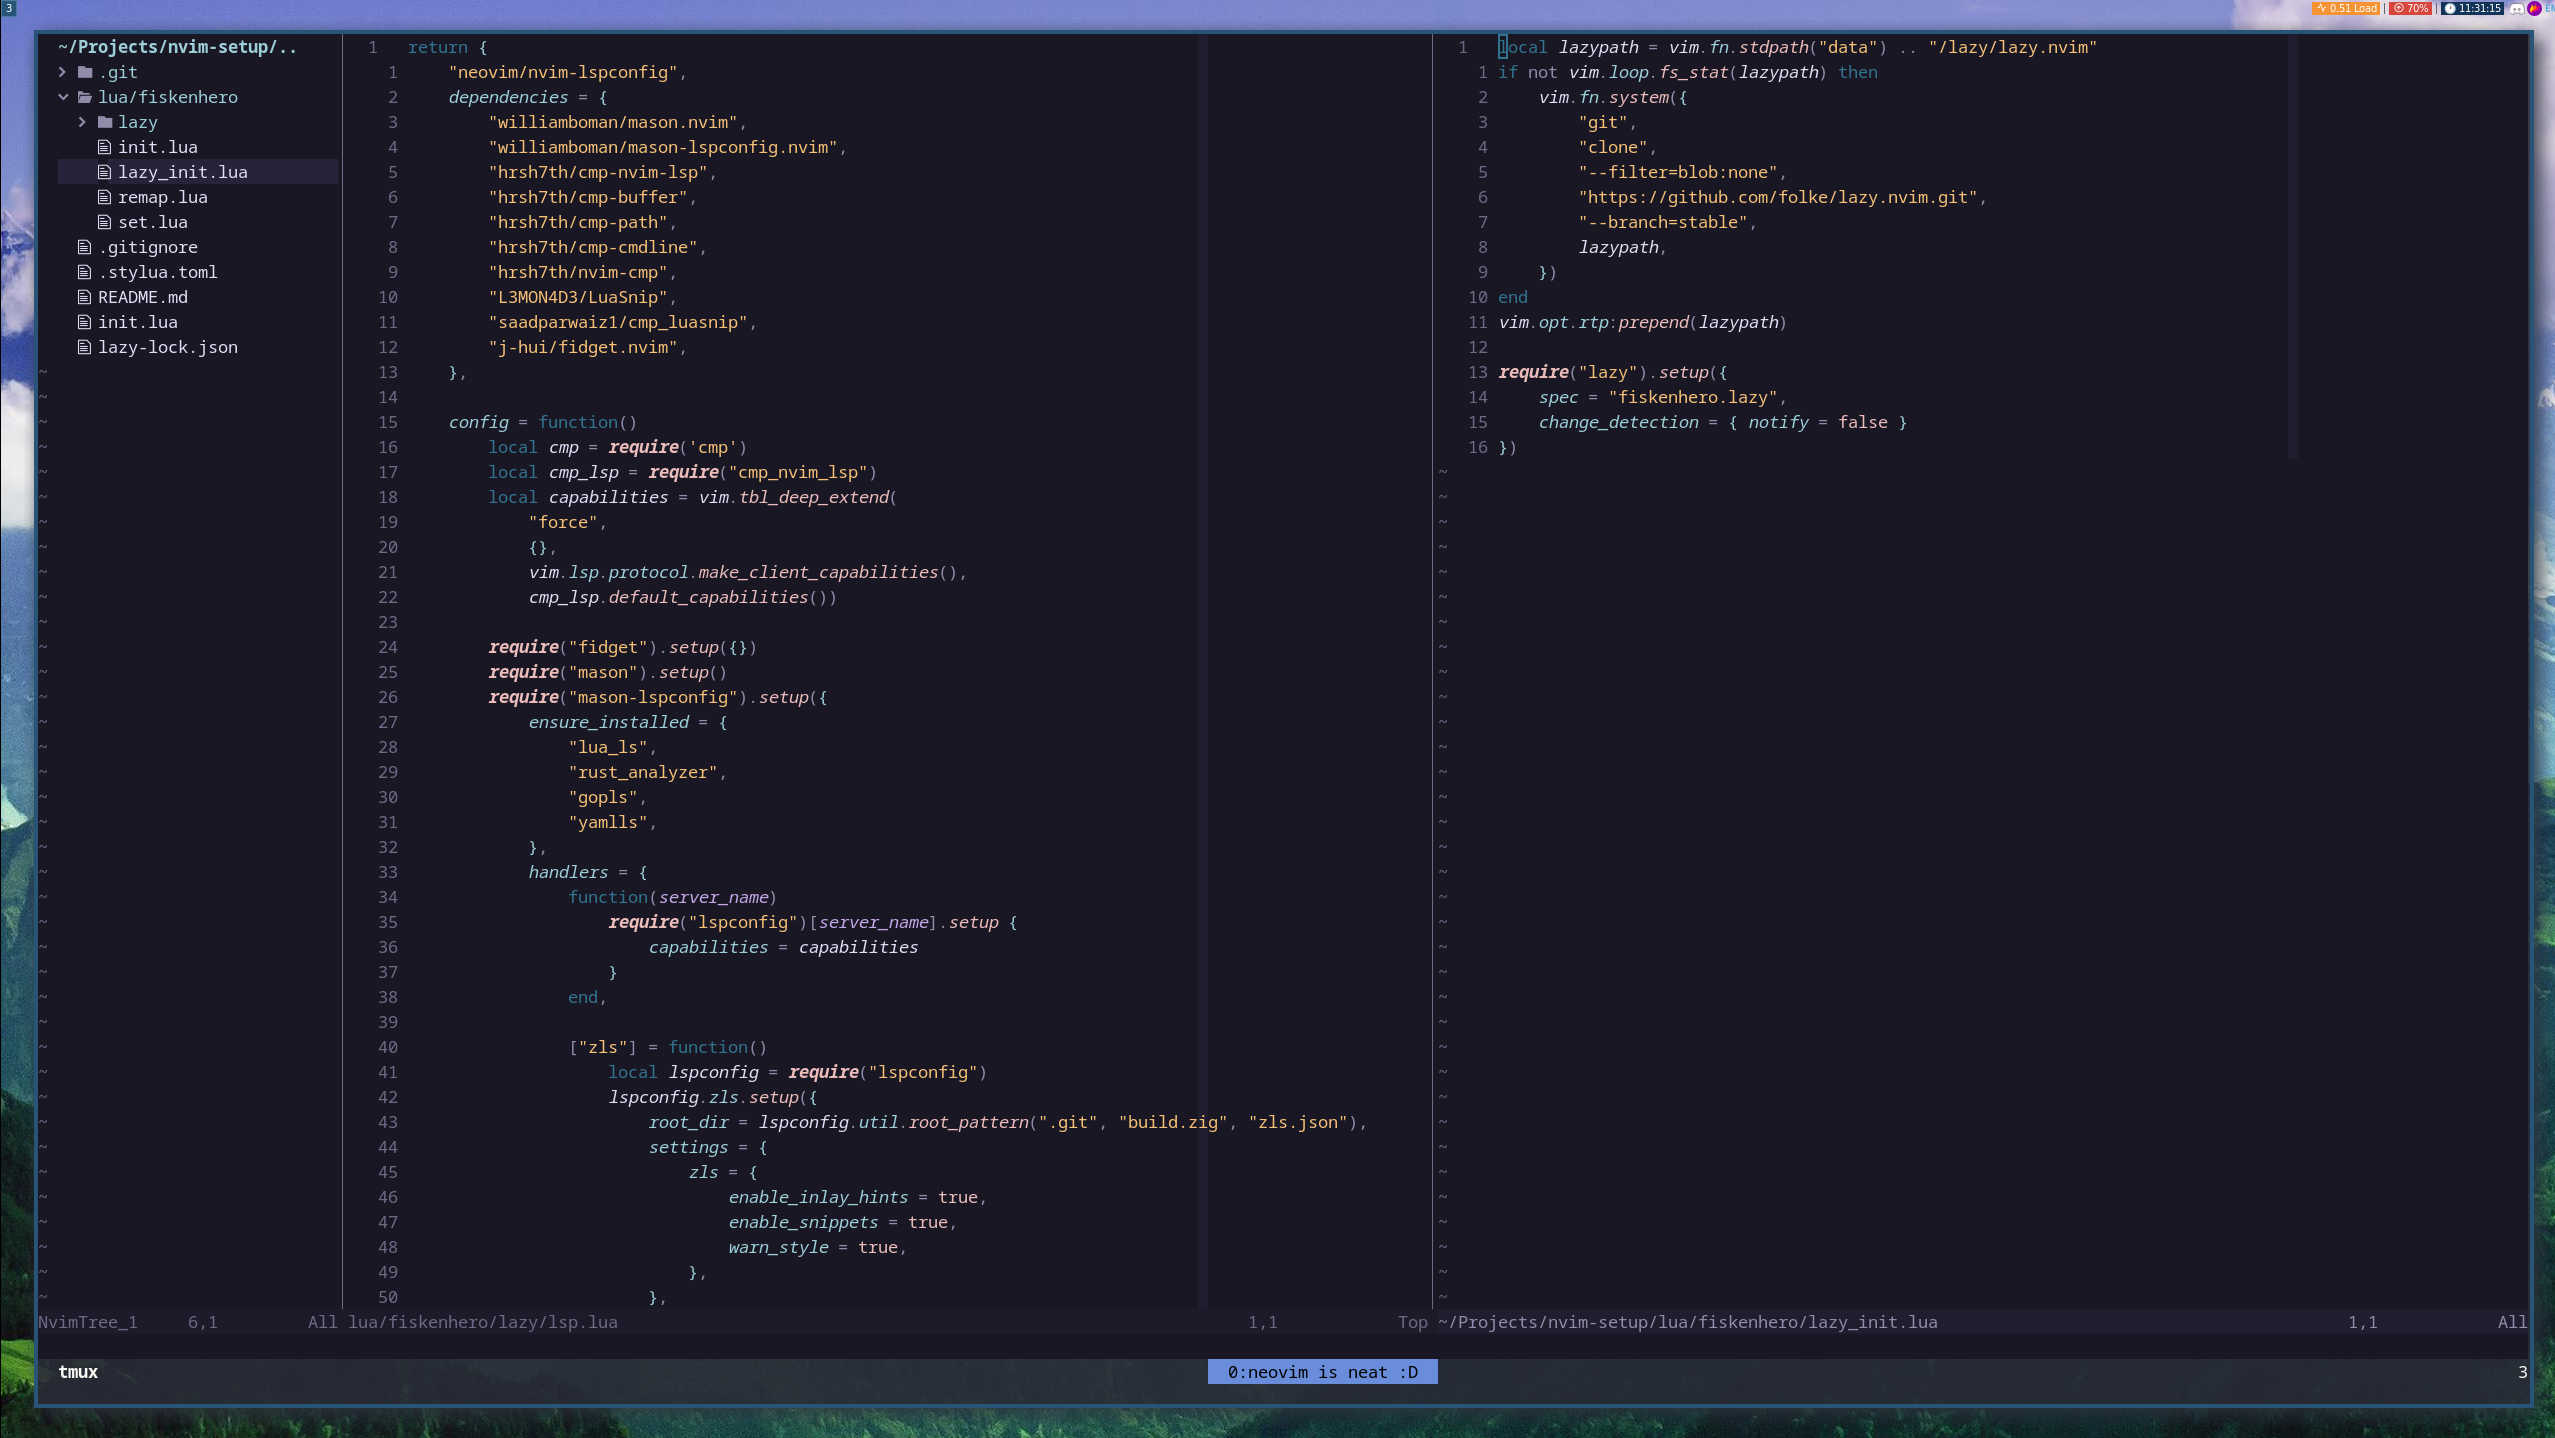 3
0.51 Load | 70% | 11:31:15
~/Projects/nvim-setup/..
.git
lua/fiskenhero
lazy
init.lua
lazy_init.lua
remap.lua
set.lua
.gitignore
.stylua.toml
README.md
init.lua
lazy-lock.json
1 return {
1 "neovim/nvim-lspconfig",
2 dependencies = {
3 "williamboman/mason.nvim",
4 "williamboman/mason-lspconfig.nvim",
5 "hrsh7th/cmp-nvim-lsp",
6 "hrsh7th/cmp-buffer",
7 "hrsh7th/cmp-path",
8 "hrsh7th/cmp-cmdline",
9 "hrsh7th/nvim-cmp",
10 "L3MON4D3/LuaSnip",
11 "saadparwaiz1/cmp_luasnip",
12 "j-hui/fidget.nvim",
13 },
14
15 config = function()
16 local cmp = require('cmp')
17 local cmp_lsp = require("cmp_nvim_lsp")
18 local capabilities = vim.tbl_deep_extend(
19 "force",
20 {},
21 vim.lsp.protocol.make_client_capabilities(),
22 cmp_lsp.default_capabilities())
23
24 require("fidget").setup({})
25 require("mason").setup()
26 require("mason-lspconfig").setup({
27 ensure_installed = {
28 "lua_ls",
29 "rust_analyzer",
30 "gopls",
31 "yamlls",
32 },
33 handlers = {
34 function(server_name)
35 require("lspconfig")[server_name].setup {
36 capabilities = capabilities
37 }
38 end,
39
40 ["zls"] = function()
41 local lspconfig = require("lspconfig")
42 lspconfig.zls.setup({
43 root_dir = lspconfig.util.root_pattern(".git", "build.zig", "zls.json"),
44 settings = {
45 zls = {
46 enable_inlay_hints = true,
47 enable_snippets = true,
48 warn_style = true,
49 },
50 },
1 local lazypath = vim.fn.stdpath("data") .. "/lazy/lazy.nvim"
1 if not vim.loop.fs_stat(lazypath) then
2 vim.fn.system({
3 "git",
4 "clone",
5 "--filter=blob:none",
6 "https://github.com/folke/lazy.nvim.git",
7 "--branch=stable",
8 lazypath,
9 })
10 end
11 vim.opt.rtp:prepend(lazypath)
12
13 require("lazy").setup({
14 spec = "fiskenhero.lazy",
15 change_detection = { notify = false }
16 })
NvimTree_1 6,1 All lua/fiskenhero/lazy/lsp.lua 1,1 Top ~/Projects/nvim-setup/lua/fiskenhero/lazy_init.lua 1,1 All
tmux 0:neovim is neat :D 3